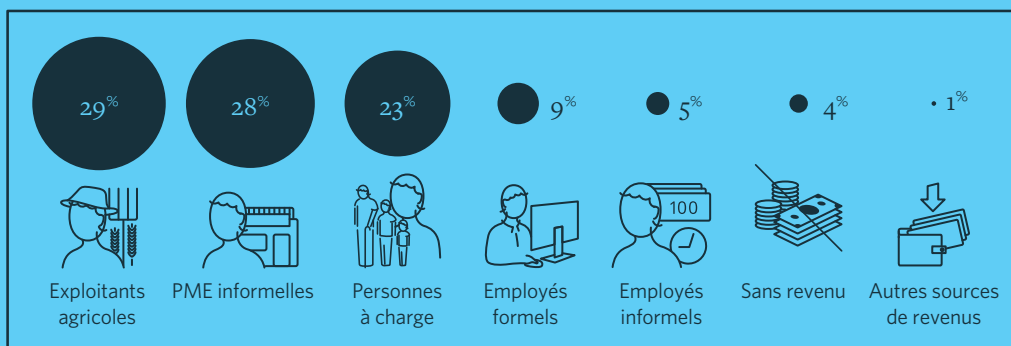 29%
28%
23%
9%
5%
4%
1%
100
Exploitants
agricoles
PME informelles
Personnes
à charge
Employés
formels
Employés
informels
Sans revenu
Autres sources
de revenus